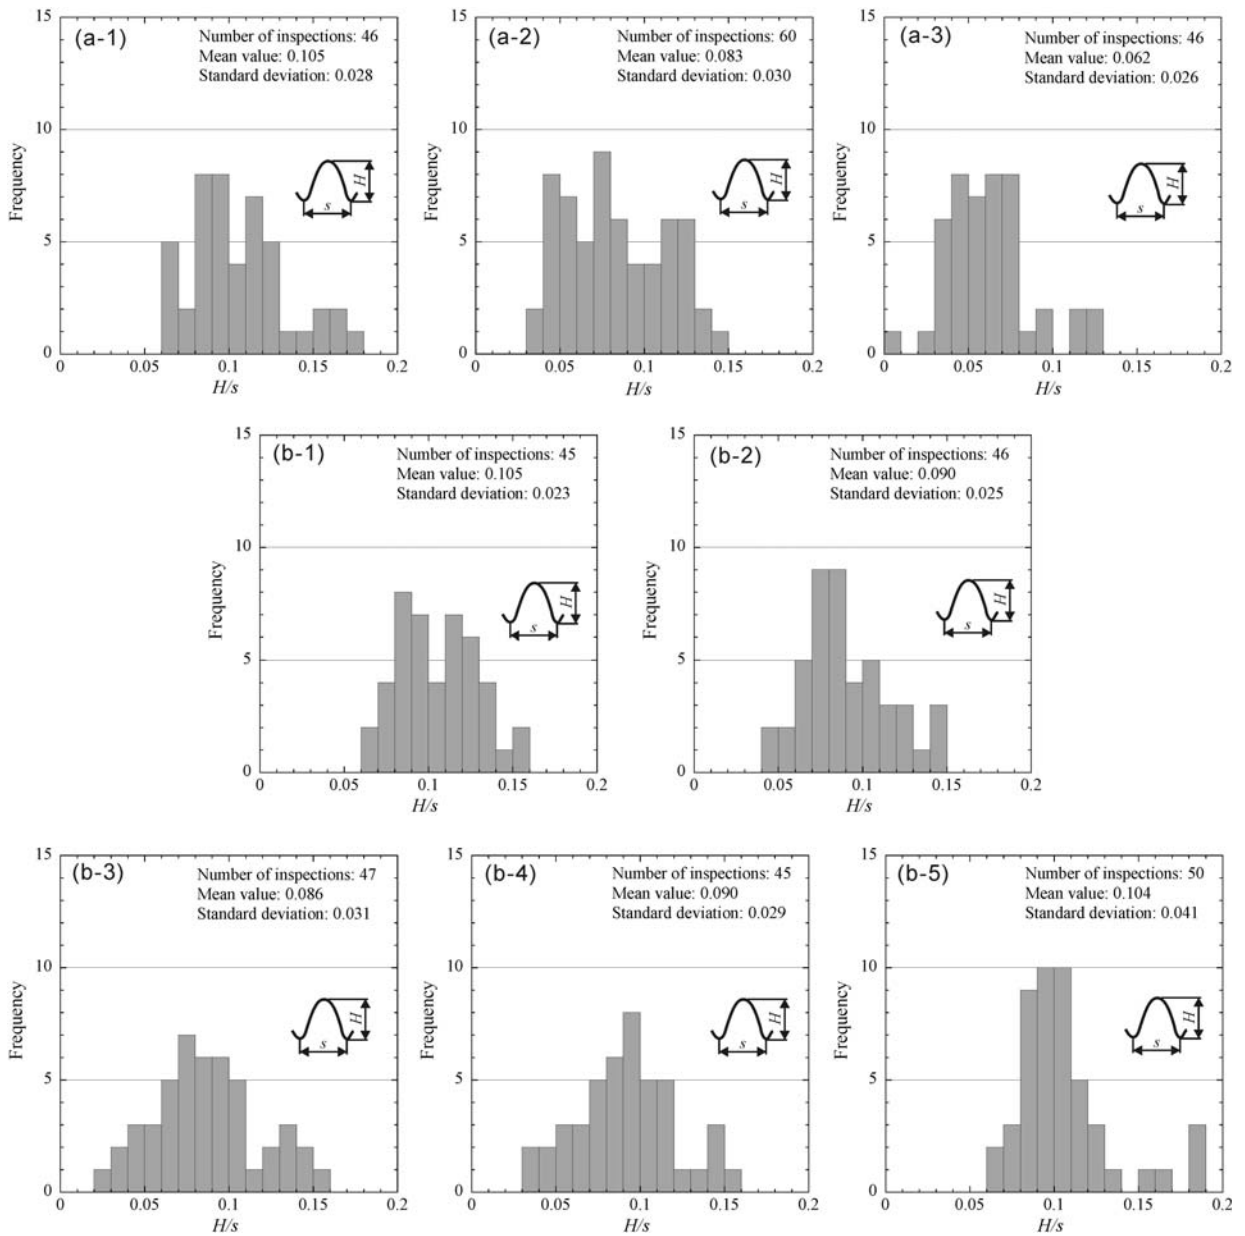 (a-1)
Number of inspections: 46
Mean value: 0.105
Standard deviation: 0.028
15
10
5
0
Frequency
H
s
0
0.05
0.1
0.15
0.2
H/s
(a-2)
Number of inspections: 60
Mean value: 0.083
Standard deviation: 0.030
15
10
5
0
Frequency
H
s
0
0.05
0.1
0.15
0.2
H/s
(a-3)
Number of inspections: 46
Mean value: 0.062
Standard deviation: 0.026
15
10
5
0
Frequency
H
s
0
0.05
0.1
0.15
0.2
H/s
(b-1)
Number of inspections: 45
Mean value: 0.105
Standard deviation: 0.023
15
10
5
0
Frequency
H
s
0
0.05
0.1
0.15
0.2
H/s
(b-2)
Number of inspections: 46
Mean value: 0.090
Standard deviation: 0.025
15
10
5
0
Frequency
H
s
0
0.05
0.1
0.15
0.2
H/s
(b-3)
Number of inspections: 47
Mean value: 0.086
Standard deviation: 0.031
15
10
5
0
Frequency
H
s
0
0.05
0.1
0.15
0.2
H/s
(b-4)
Number of inspections: 45
Mean value: 0.090
Standard deviation: 0.029
15
10
5
0
Frequency
H
s
0
0.05
0.1
0.15
0.2
H/s
(b-5)
Number of inspections: 50
Mean value: 0.104
Standard deviation: 0.041
15
10
5
0
Frequency
H
s
0
0.05
0.1
0.15
0.2
H/s